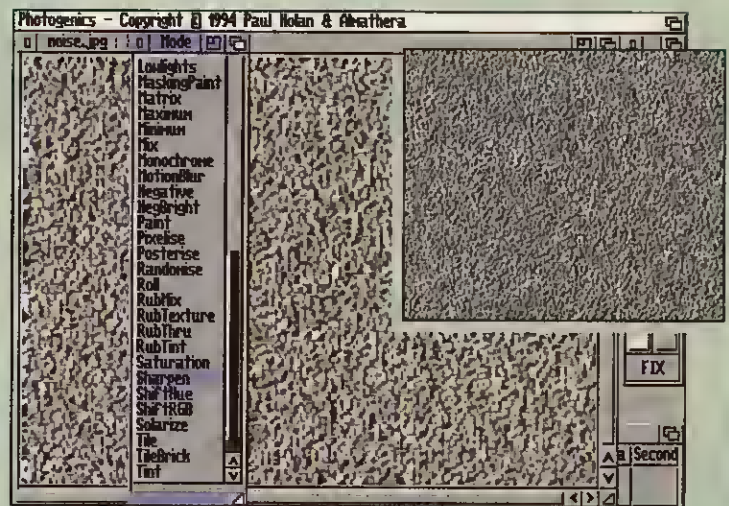 Photogenics - Copyright © 1994 Paul Nolan & Almathera
noise.jpg
Mode
Lowlights
MaskingPaint
Matrix
Maximum
Minimum
Mix
Monochrome
MotionBlur
Negative
NegBright
Paint
Pixelise
Posterise
Randomise
Roll
RubMix
RubTexture
RubThru
RubTint
Saturation
Sharpen
ShiftHue
ShiftRGB
Solarize
Tile
TileBrick
Tint
FIX
Second